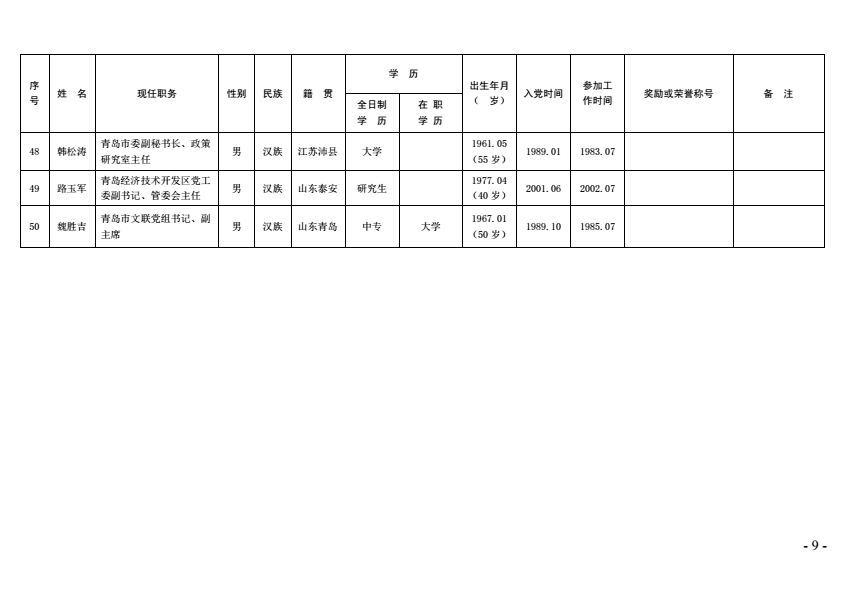 序号 姓 名 现任职务 性别 民族 籍 贯 学 历 出生年月（ 岁） 入党时间 参加工作时间 奖励或荣誉称号 备 注
全日制学 历 在 职学 历
48 韩松涛 青岛市委副秘书长、政策研究室主任 男 汉族 江苏沛县 大学 1961.05（55 岁） 1989.01 1983.07
49 路玉军 青岛经济技术开发区党工委副书记、管委会主任 男 汉族 山东泰安 研究生 1977.04（40 岁） 2001.06 2002.07
50 魏胜吉 青岛市文联党组书记、副主席 男 汉族 山东青岛 中专 大学 1967.01（50 岁） 1989.10 1985.07
- 9 -